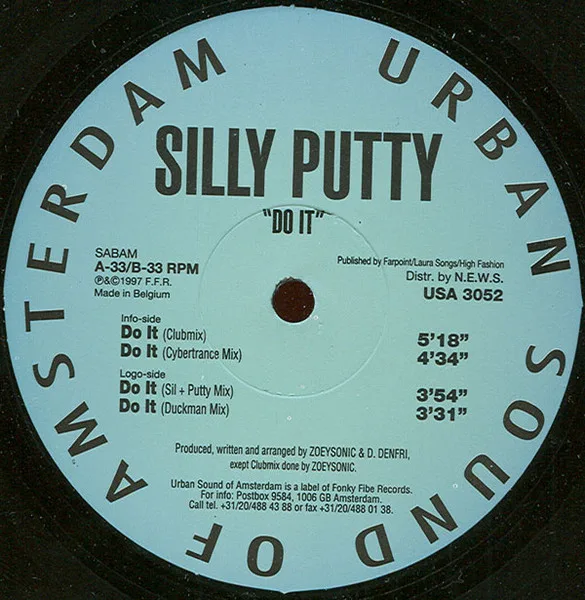 URBAN SOUND OF AMSTERDAM
SILLY PUTTY
"DO IT"
SABAM
A-33/B-33 RPM
℗&©1997 F.F.R.
Made in Belgium
Published by Farpoint/Laura Songs/High Fashion
Distr. by N.E.W.S.
USA 3052
Info-side
Do It (Clubmix) 5'18"
Do It (Cybertrance Mix) 4'34"
Logo-side
Do It (Sil + Putty Mix) 3'54"
Do It (Duckman Mix) 3'31"
Produced, written and arranged by ZOEYSONIC & D. DENFRI,
exept Clubmix done by ZOEYSONIC.
Urban Sound of Amsterdam is a label of Fonky Fibe Records.
For info: Postbox 9584, 1006 GB Amsterdam.
Call tel. +31/20/488 43 88 or fax +31/20/488 01 38.